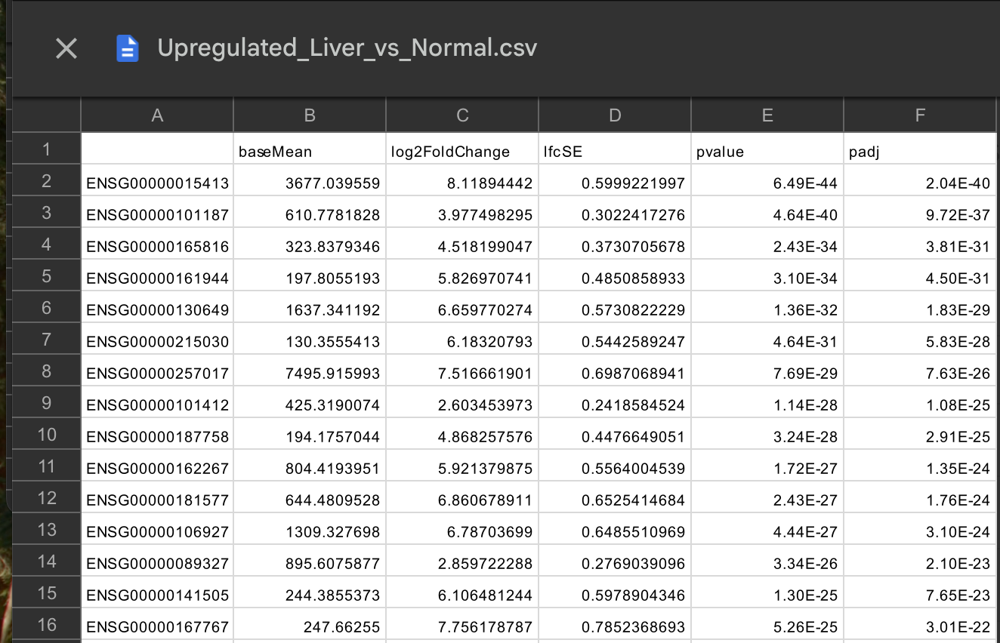 Upregulated_Liver_vs_Normal.csv
A B C D E F
1 baseMean log2FoldChange lfcSE pvalue padj
2 ENSG00000015413 3677.039559 8.11894442 0.5999221997 6.49E-44 2.04E-40
3 ENSG00000101187 610.7781828 3.977498295 0.3022417276 4.64E-40 9.72E-37
4 ENSG00000165816 323.8379346 4.518199047 0.3730705678 2.43E-34 3.81E-31
5 ENSG00000161944 197.8055193 5.826970741 0.4850858933 3.10E-34 4.50E-31
6 ENSG00000130649 1637.341192 6.659770274 0.5730822229 1.36E-32 1.83E-29
7 ENSG00000215030 130.3555413 6.18320793 0.5442589247 4.64E-31 5.83E-28
8 ENSG00000257017 7495.915993 7.516661901 0.6987068941 7.69E-29 7.63E-26
9 ENSG00000101412 425.3190074 2.603453973 0.2418584524 1.14E-28 1.08E-25
10 ENSG00000187758 194.1757044 4.868257576 0.4476649051 3.24E-28 2.91E-25
11 ENSG00000162267 804.4193951 5.921379875 0.5564004539 1.72E-27 1.35E-24
12 ENSG00000181577 644.4809528 6.860678911 0.6525414684 2.43E-27 1.76E-24
13 ENSG00000106927 1309.327698 6.78703699 0.6485510969 4.44E-27 3.10E-24
14 ENSG00000089327 895.6075877 2.859722288 0.2769039096 3.34E-26 2.10E-23
15 ENSG00000141505 244.3855373 6.106481244 0.5978904346 1.30E-25 7.65E-23
16 ENSG00000167767 247.66255 7.756178787 0.7852368693 5.26E-25 3.01E-22